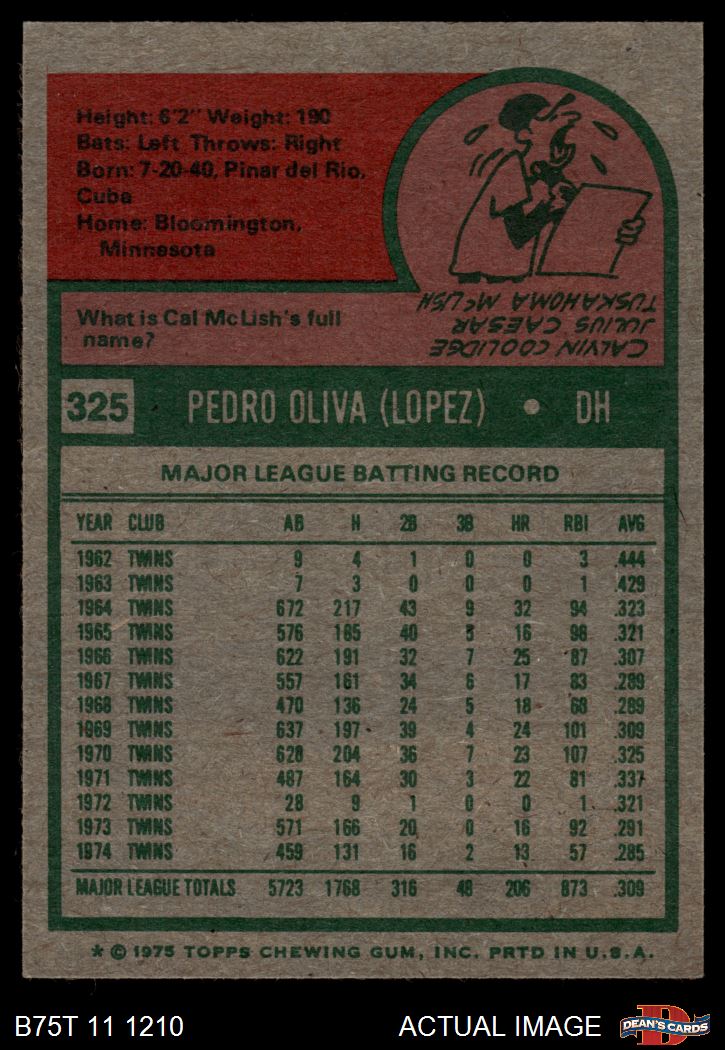 Height: 6'2" Weight: 190
Bats: Left Throws: Right
Born: 7-20-40, Pinar del Rio,
Cuba
Home: Bloomington,
Minnesota
What is Cal McLish's full
name?
CALVIN COOLIDGE
JULIUS CAESAR
TUSKAHOMA McLISH
325 PEDRO OLIVA (LOPEZ) • DH
MAJOR LEAGUE BATTING RECORD
YEAR CLUB AB H 2B 3B HR RBI AVG
1962 TWINS 9 4 1 0 0 3 .444
1963 TWINS 7 3 0 0 0 1 .429
1964 TWINS 672 217 43 9 32 94 .323
1965 TWINS 576 185 40 5 16 98 .321
1966 TWINS 622 191 32 7 25 87 .307
1967 TWINS 557 161 34 6 17 83 .289
1968 TWINS 470 136 24 5 18 68 .289
1969 TWINS 637 197 39 4 24 101 .309
1970 TWINS 628 204 36 7 23 107 .325
1971 TWINS 487 164 30 3 22 81 .337
1972 TWINS 28 9 1 0 0 1 .321
1973 TWINS 571 166 20 0 16 92 .291
1974 TWINS 459 131 16 2 13 57 .285
MAJOR LEAGUE TOTALS 5723 1768 316 48 206 873 .309
* © 1975 TOPPS CHEWING GUM, INC. PRTD IN U.S.A.
B75T 11 1210 ACTUAL IMAGE
D DEAN'S CARDS